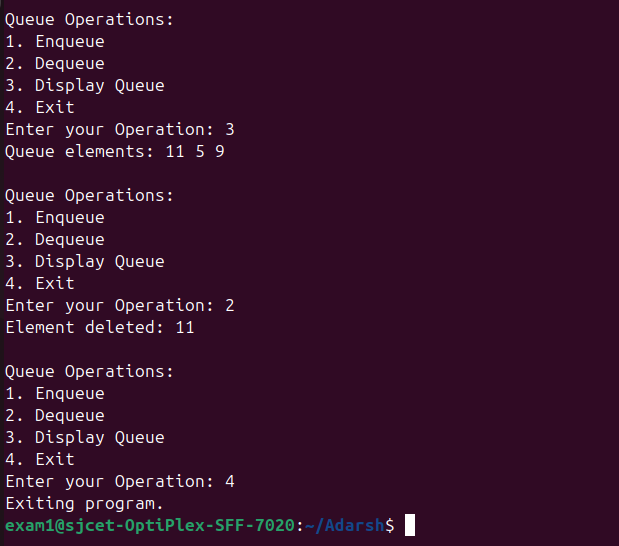 Queue Operations:
1. Enqueue
2. Dequeue
3. Display Queue
4. Exit
Enter your Operation: 3
Queue elements: 11 5 9

Queue Operations:
1. Enqueue
2. Dequeue
3. Display Queue
4. Exit
Enter your Operation: 2
Element deleted: 11

Queue Operations:
1. Enqueue
2. Dequeue
3. Display Queue
4. Exit
Enter your Operation: 4
Exiting program.
exam1@sjcet-OptiPlex-SFF-7020:~/Adarsh$